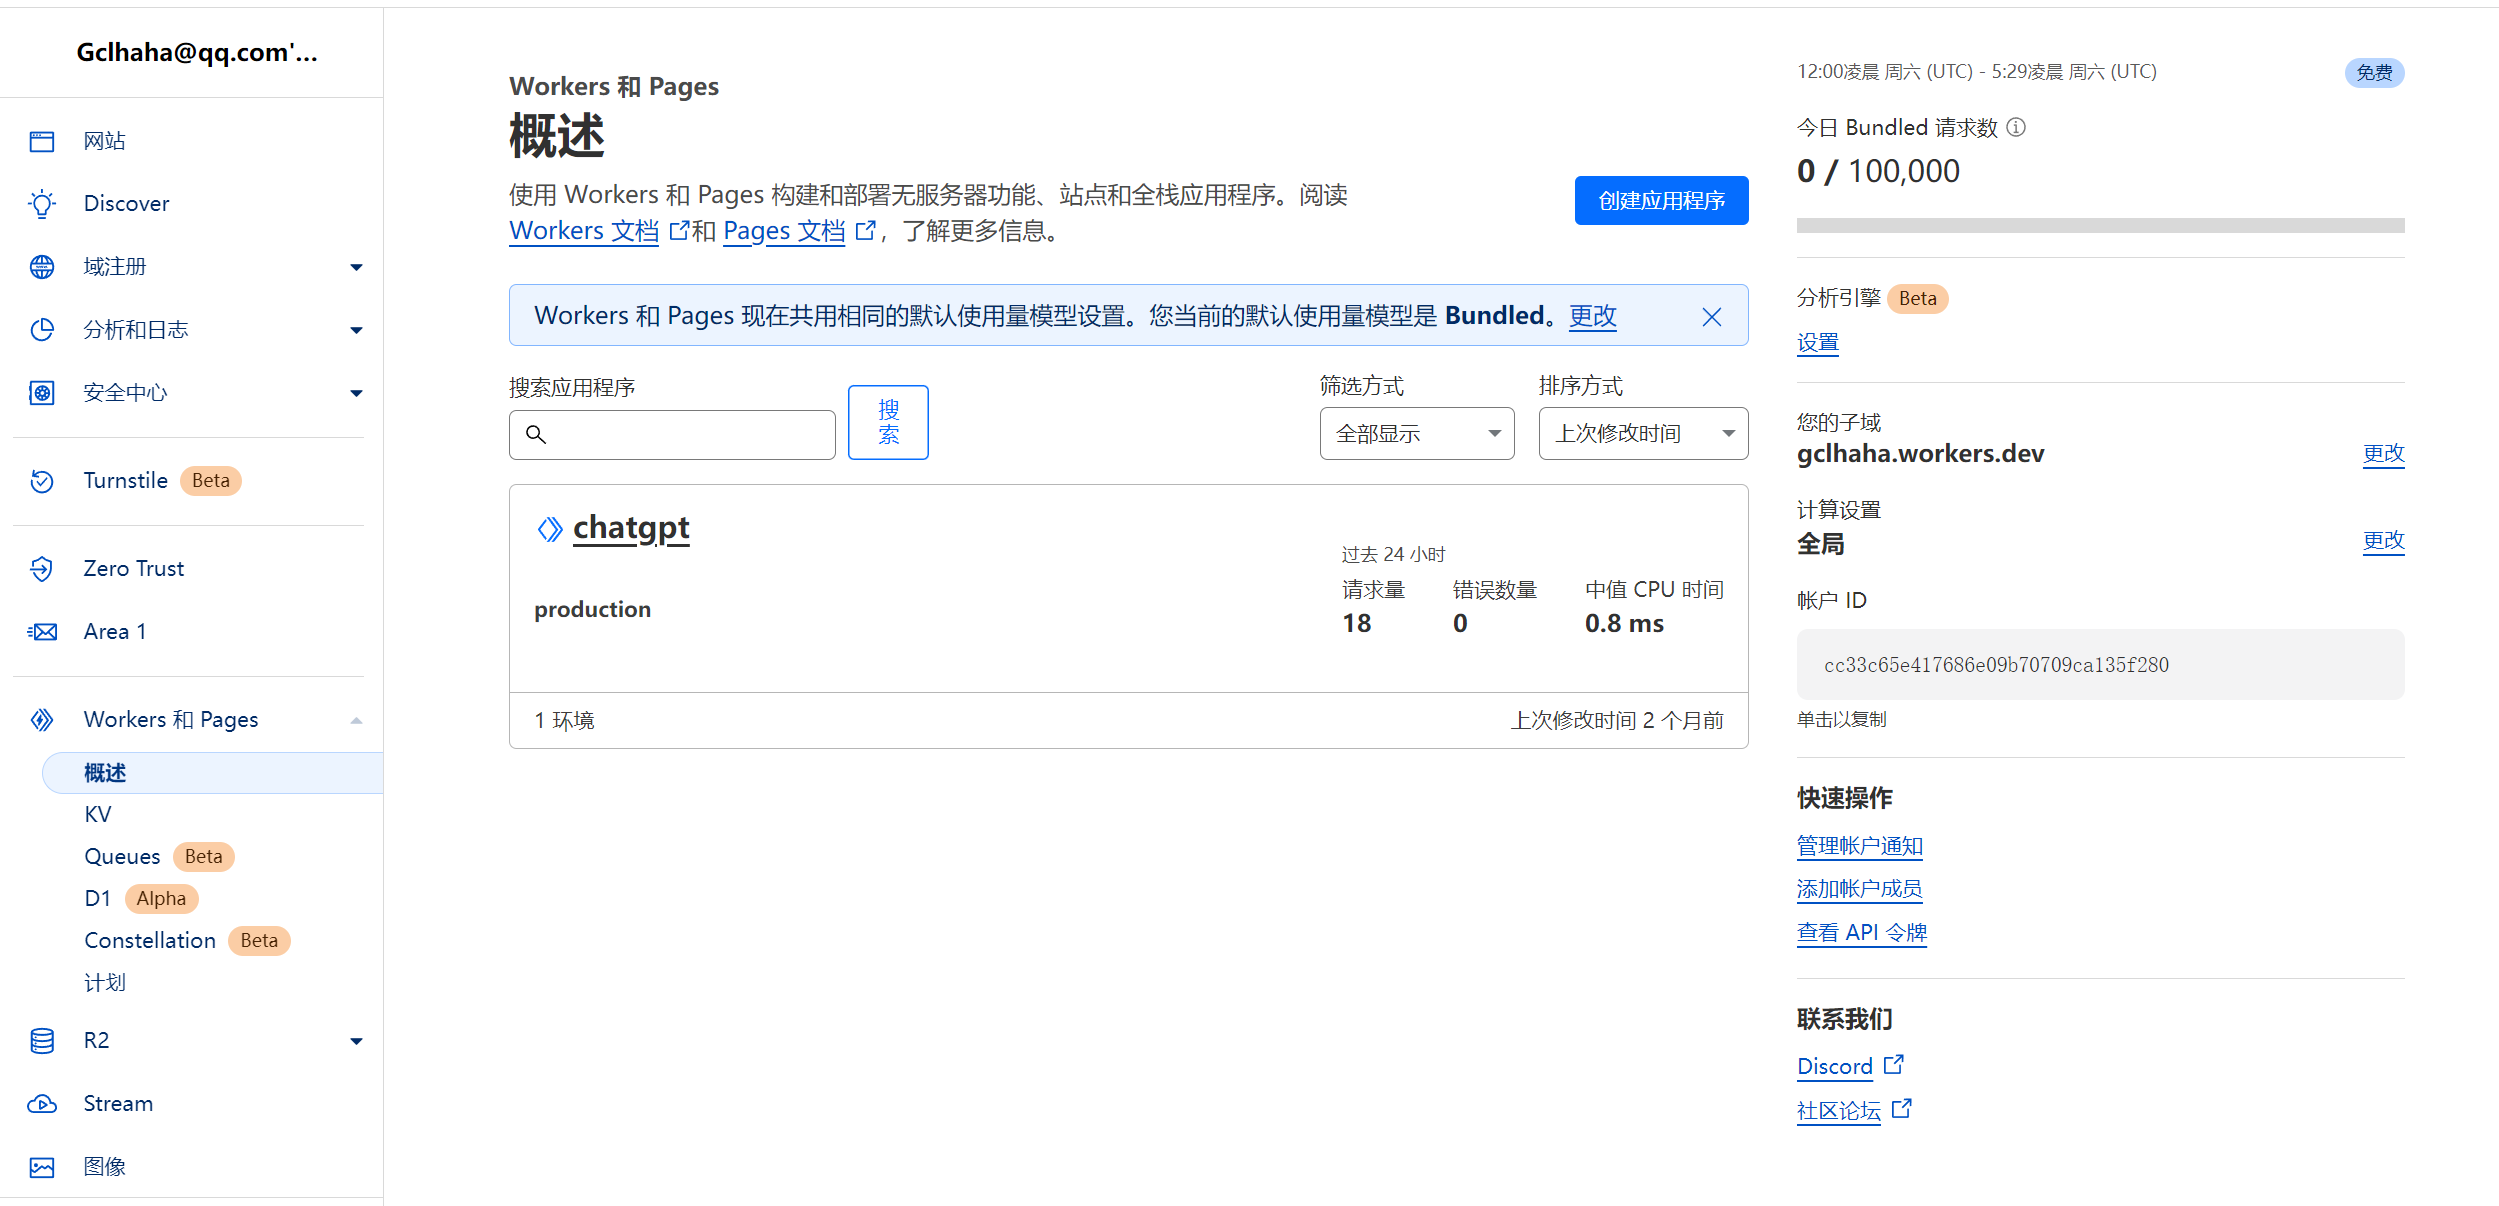 Gclhaha@qq.com'...
网站
Discover
域注册
分析和日志
安全中心
Turnstile Beta
Zero Trust
Area 1
Workers 和 Pages
概述
KV
Queues Beta
D1 Alpha
Constellation Beta
计划
R2
Stream
图像
Workers 和 Pages
概述
使用 Workers 和 Pages 构建和部署无服务器功能、站点和全栈应用程序。阅读
Workers 文档 和 Pages 文档 ，了解更多信息。
创建应用程序
Workers 和 Pages 现在共用相同的默认使用量模型设置。您当前的默认使用量模型是 Bundled。更改
搜索应用程序
搜
索
筛选方式
全部显示
排序方式
上次修改时间
chatgpt
production
过去 24 小时
请求量 错误数量 中值 CPU 时间
18 0 0.8 ms
1 环境 上次修改时间 2 个月前
12:00凌晨 周六 (UTC) - 5:29凌晨 周六 (UTC) 免费
今日 Bundled 请求数
0 / 100,000
分析引擎 Beta
设置
您的子域
gclhaha.workers.dev 更改
计算设置
全局 更改
帐户 ID
cc33c65e417686e09b70709ca135f280
单击以复制
快速操作
管理帐户通知
添加帐户成员
查看 API 令牌
联系我们
Discord
社区论坛